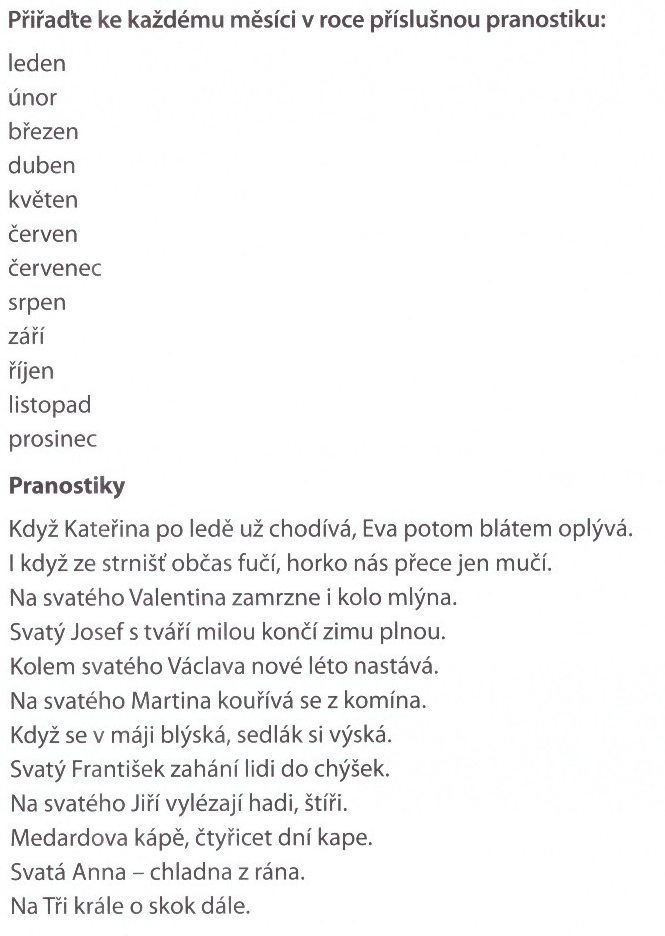 Přiřaďte ke každému měsíci v roce příslušnou pranostiku:
leden
únor
březen
duben
květen
červen
červenec
srpen
září
říjen
listopad
prosinec
Pranostiky
Když Kateřina po ledě už chodívá, Eva potom blátem oplývá.
I když ze strnišť občas fučí, horko nás přece jen mučí.
Na svatého Valentina zamrzne i kolo mlýna.
Svatý Josef s tváří milou končí zimu plnou.
Kolem svatého Václava nové léto nastává.
Na svatého Martina kouřívá se z komína.
Když se v máji blýská, sedlák si výská.
Svatý František zahání lidi do chýšek.
Na svatého Jiří vylézají hadi, štíři.
Medardova kápě, čtyřicet dní kape.
Svatá Anna – chladna z rána.
Na Tři krále o skok dále.